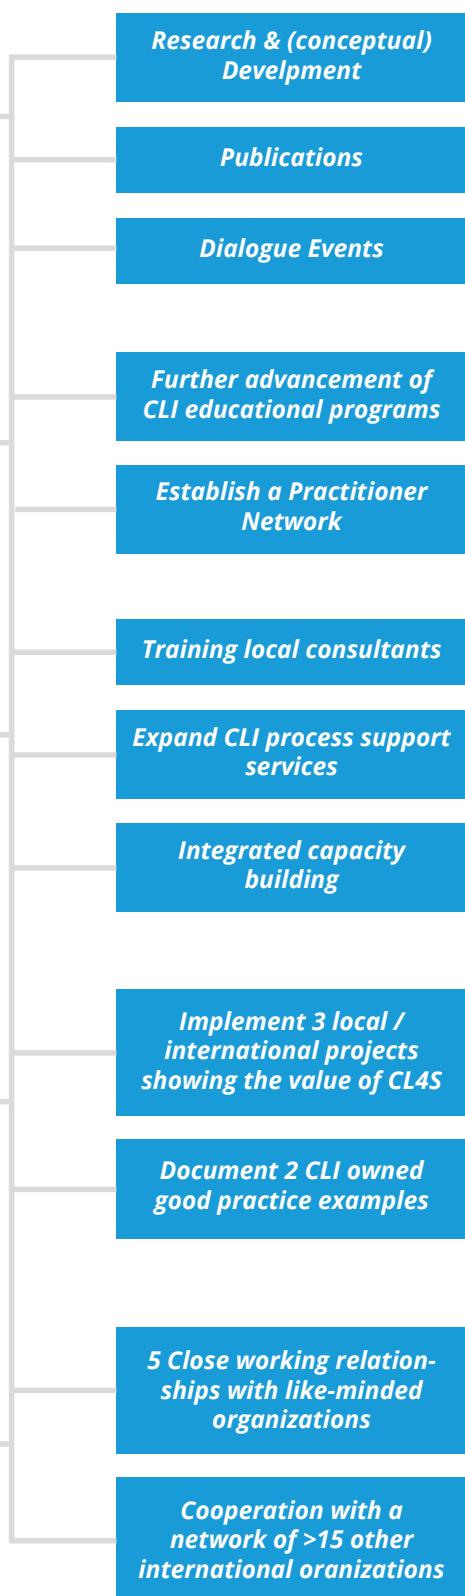 Research & (conceptual)
Develpment
Publications
Dialogue Events
Further advancement of
CLI educational programs
Establish a Practitioner
Network
Training local consultants
Expand CLI process support
services
Integrated capacity
building
Implement 3 local /
international projects
showing the value of CL4S
Document 2 CLI owned
good practice examples
5 Close working relation-
ships with like-minded
organizations
Cooperation with a
network of >15 other
international oranizations